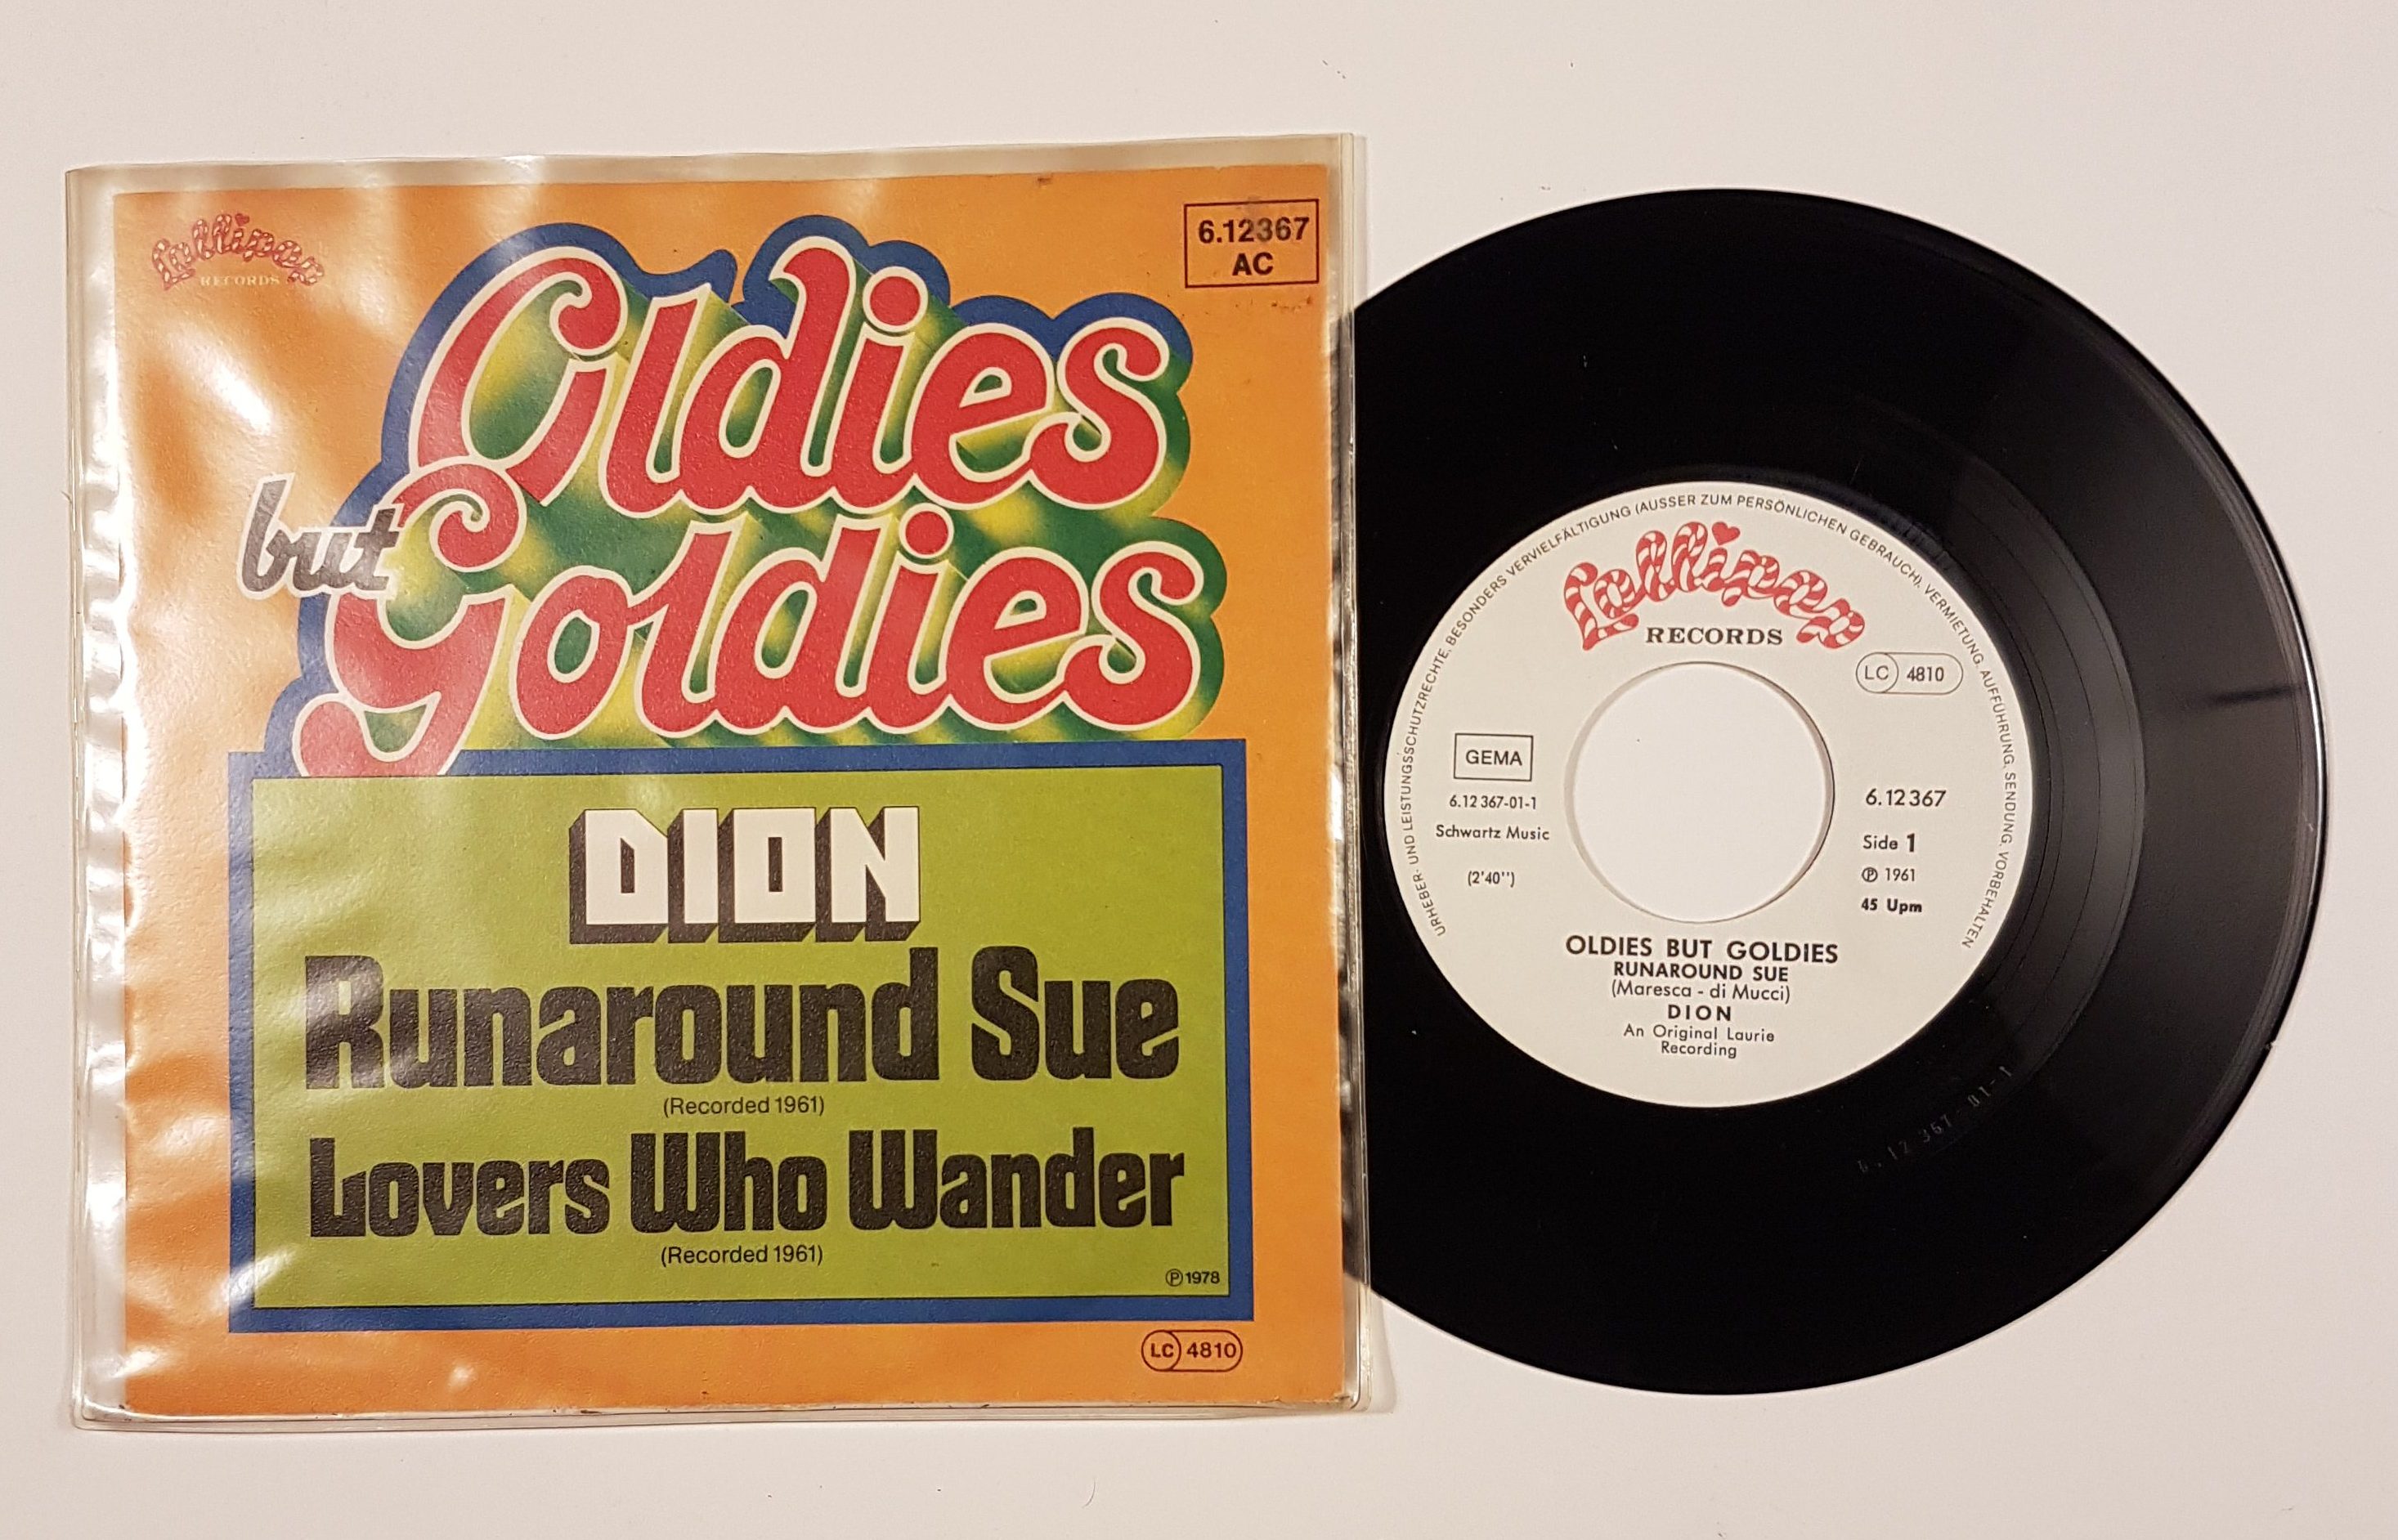 Lollipop
RECORDS
6.12367
AC
Oldies
but
Goldies
DION
Runaround Sue
(Recorded 1961)
Lovers Who Wander
(Recorded 1961)
℗1978
LC 4810
URHEBER- UND LEISTUNGSSCHUTZRECHTE, BESONDERS VERVIELFÄLTIGUNG (AUSSER ZUM PERSÖNLICHEN GEBRAUCH), VERMIETUNG, AUFFÜHRUNG, SENDUNG, VORBEHALTEN
Lollipop
RECORDS
LC 4810
GEMA
6.12 367-01-1
Schwartz Music
(2'40'')
6.12 367
Side 1
℗ 1961
45 Upm
OLDIES BUT GOLDIES
RUNAROUND SUE
(Maresca - di Mucci)
DION
An Original Laurie
Recording
6.12 367-01-1